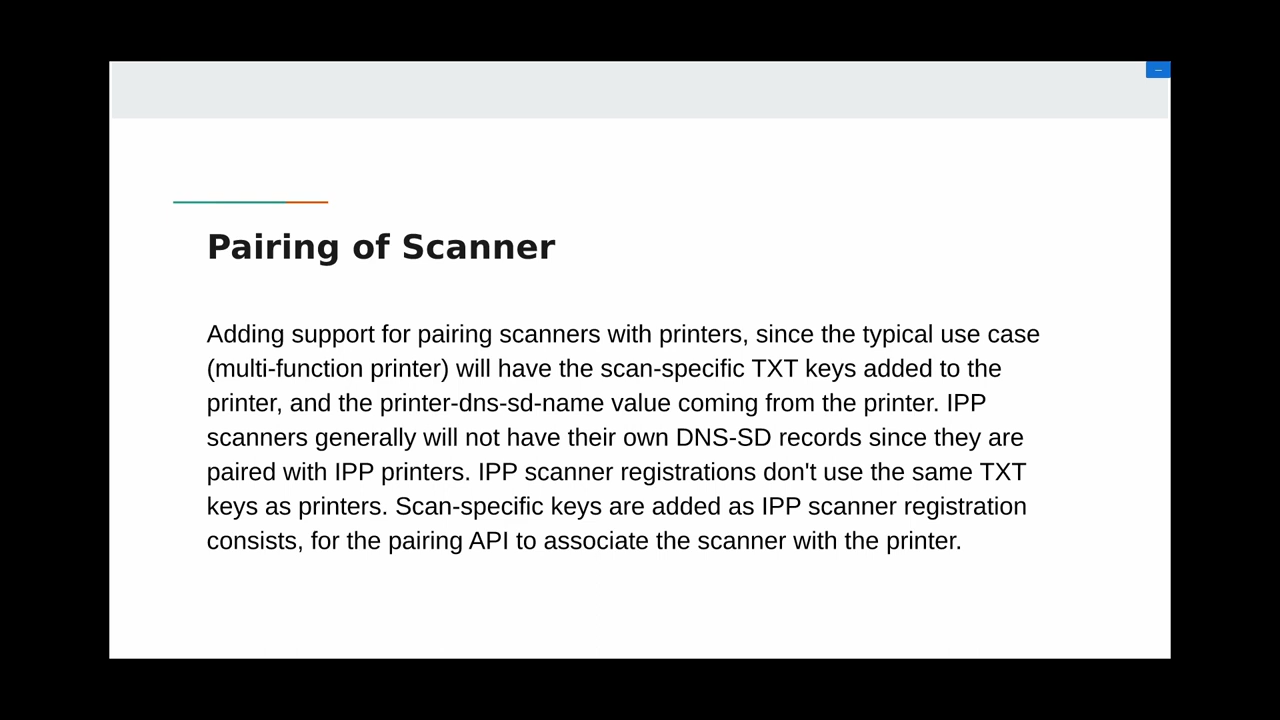 Pairing of Scanner
Adding support for pairing scanners with printers, since the typical use case
(multi-function printer) will have the scan-specific TXT keys added to the
printer, and the printer-dns-sd-name value coming from the printer. IPP
scanners generally will not have their own DNS-SD records since they are
paired with IPP printers. IPP scanner registrations don't use the same TXT
keys as printers. Scan-specific keys are added as IPP scanner registration
consists, for the pairing API to associate the scanner with the printer.